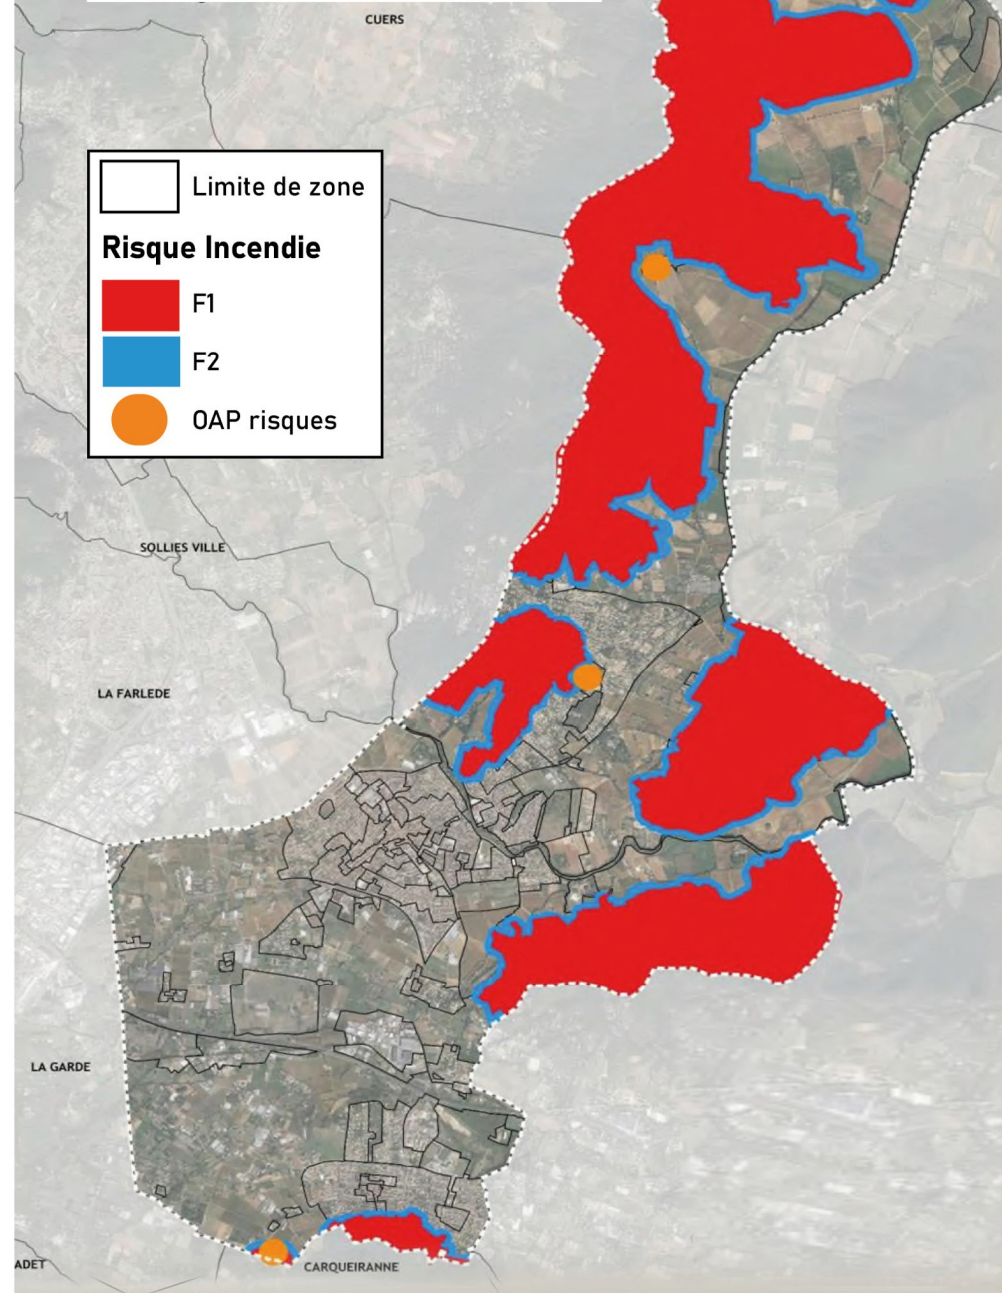 CUERS
Limite de zone
Risque Incendie
F1
F2
OAP risques
SOLLIES VILLE
LA FARLEDE
LA GARDE
ADET
CARQUEIRANNE